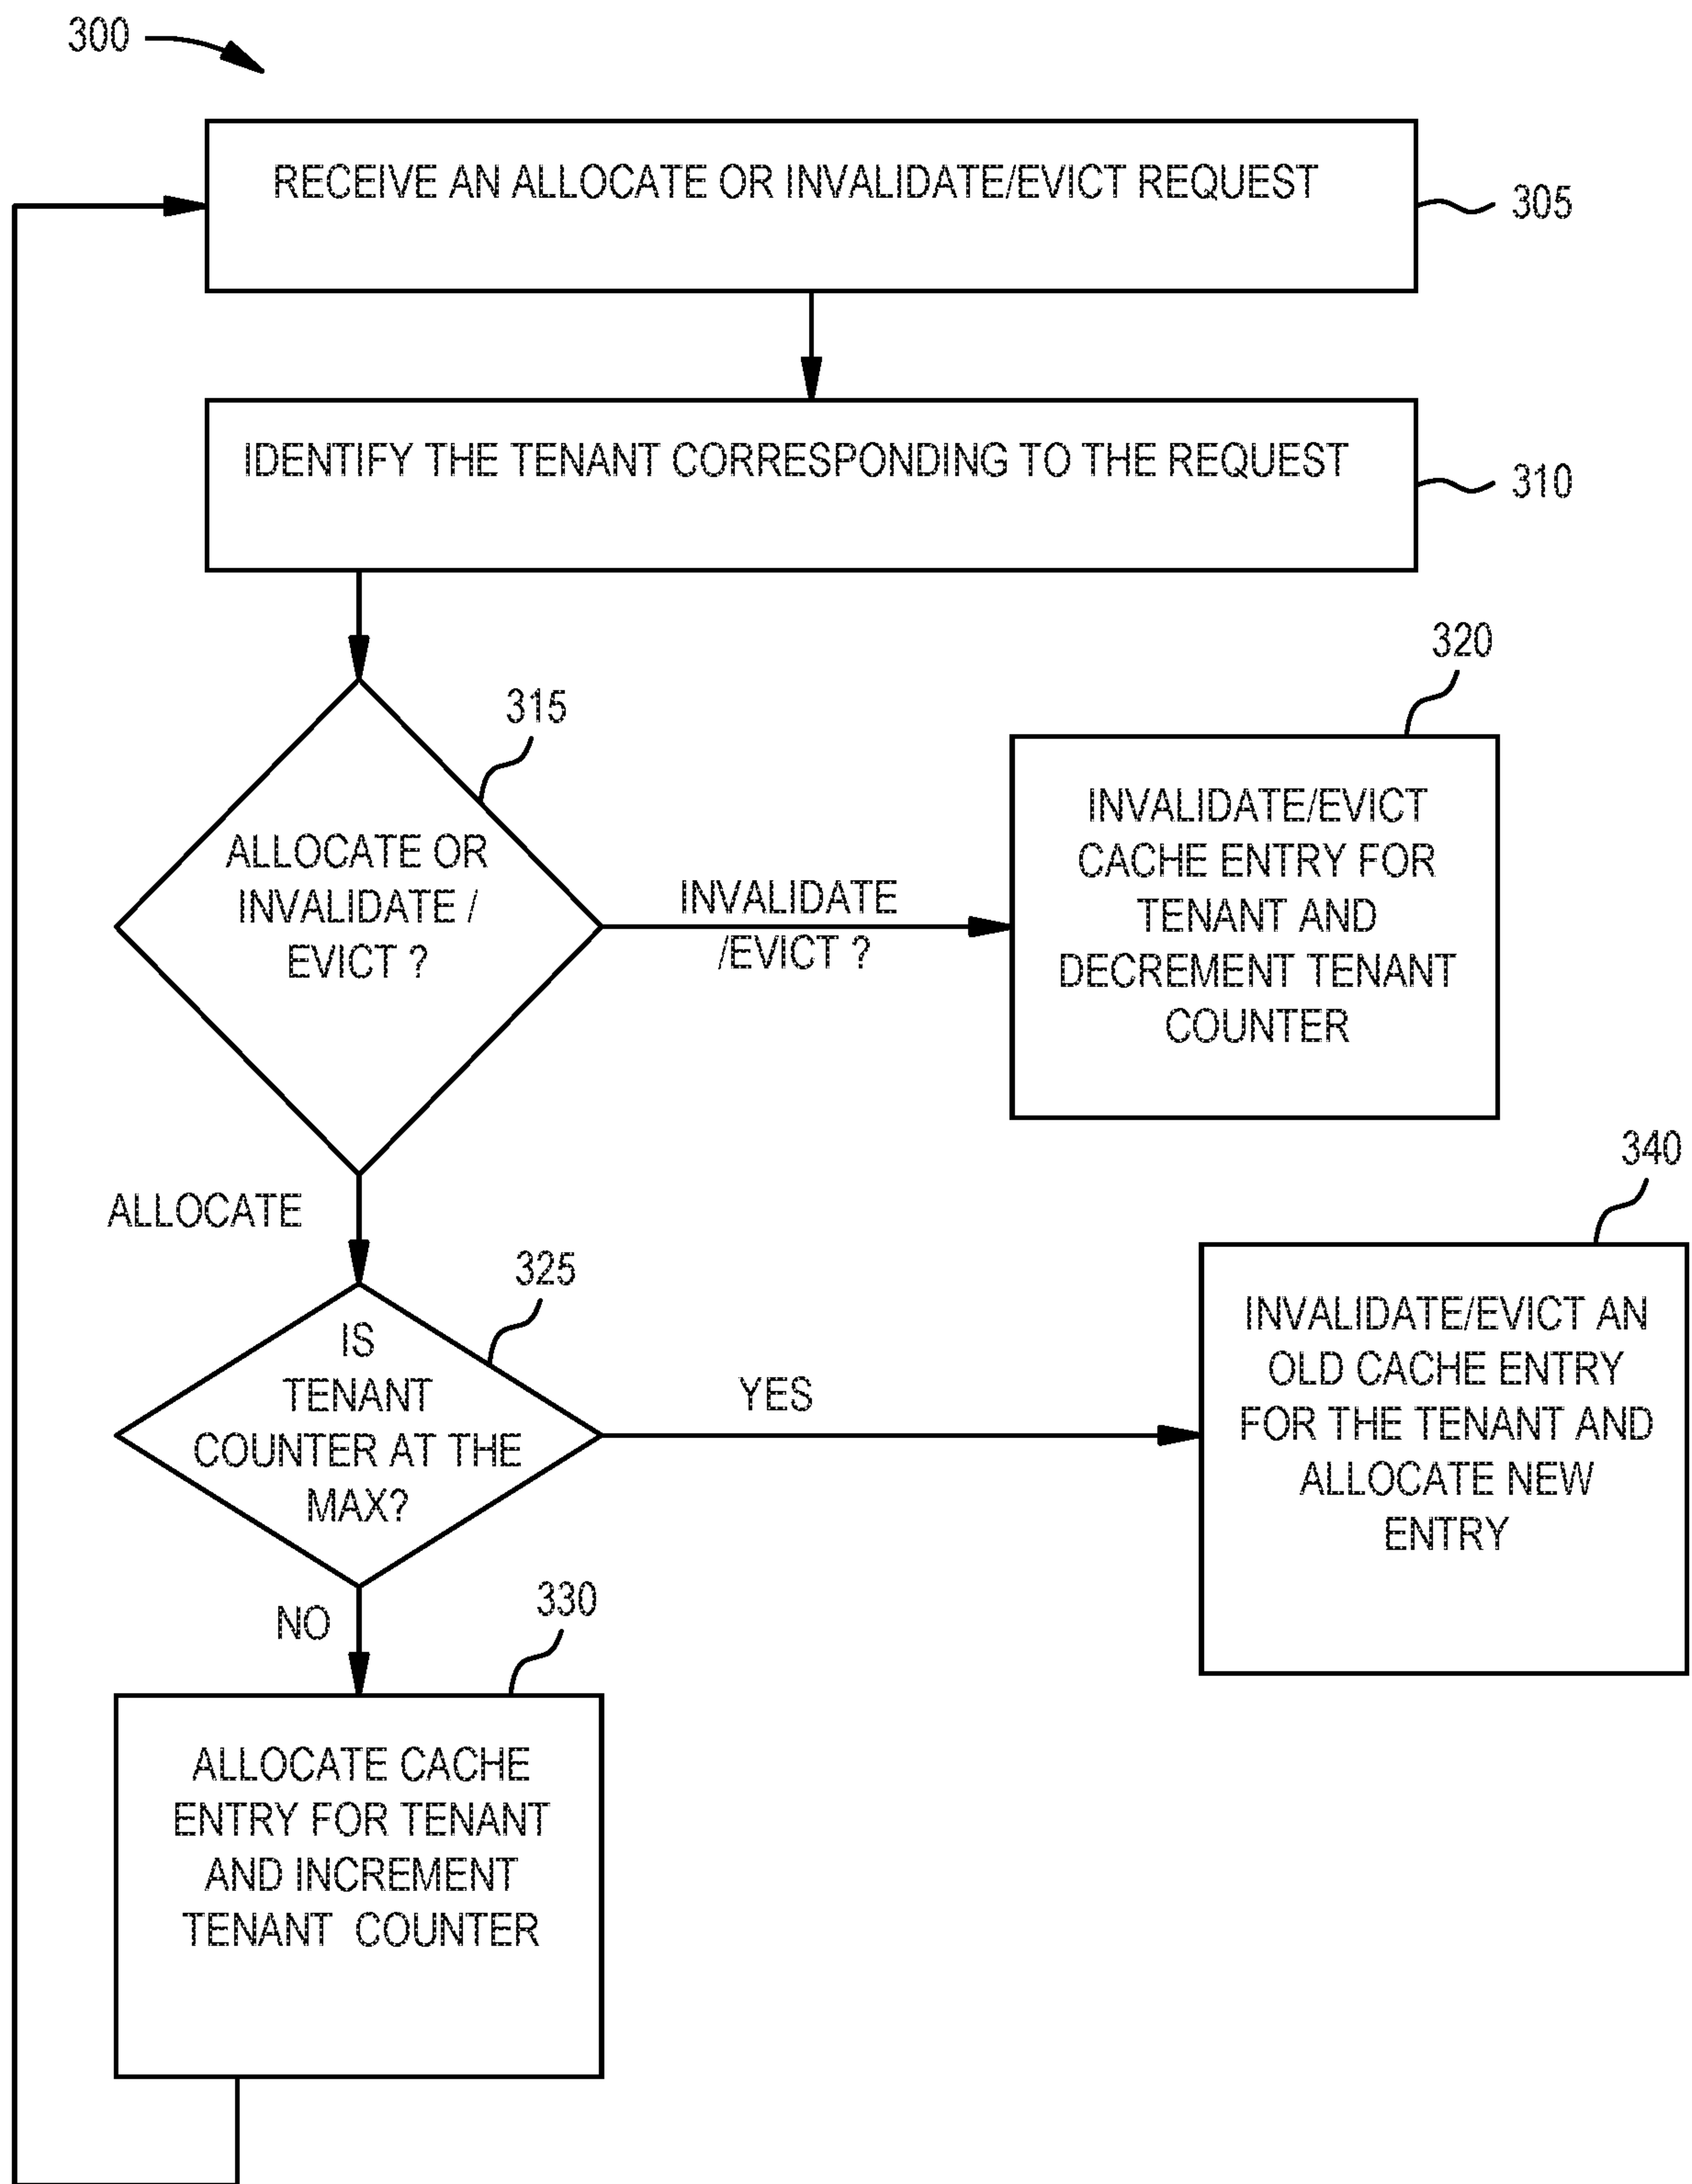 300
RECEIVE AN ALLOCATE OR INVALIDATE/EVICT REQUEST
305
IDENTIFY THE TENANT CORRESPONDING TO THE REQUEST
310
315
ALLOCATE OR
INVALIDATE /
EVICT ?
INVALIDATE
/EVICT ?
320
INVALIDATE/EVICT
CACHE ENTRY FOR
TENANT AND
DECREMENT TENANT
COUNTER
ALLOCATE
325
IS
TENANT
COUNTER AT THE
MAX?
YES
340
INVALIDATE/EVICT AN
OLD CACHE ENTRY
FOR THE TENANT AND
ALLOCATE NEW
ENTRY
NO
330
ALLOCATE CACHE
ENTRY FOR TENANT
AND INCREMENT
TENANT COUNTER